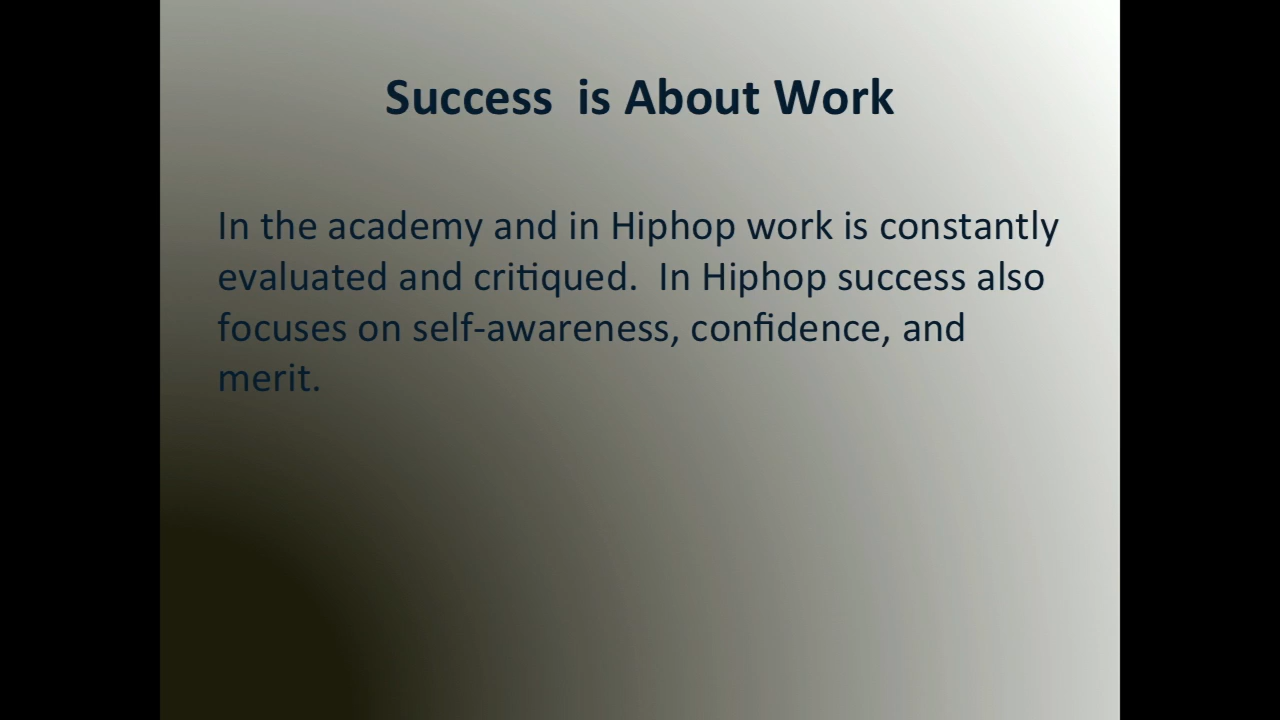 Success  is About Work
In the academy and in Hiphop work is constantly
evaluated and critiqued.  In Hiphop success also
focuses on self-awareness, confidence, and
merit.